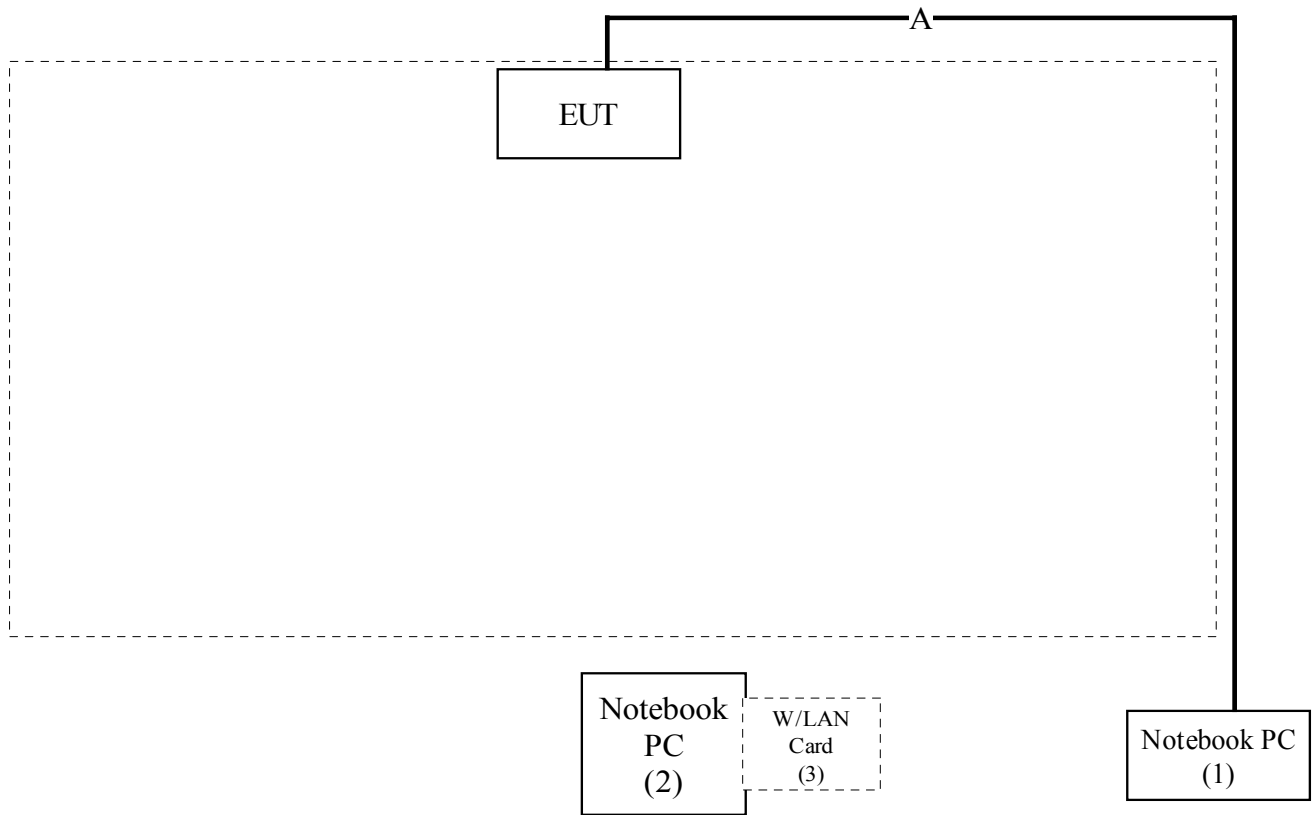 A
EUT
Notebook
PC
(2)
W/LAN
Card
(3)
Notebook PC
(1)